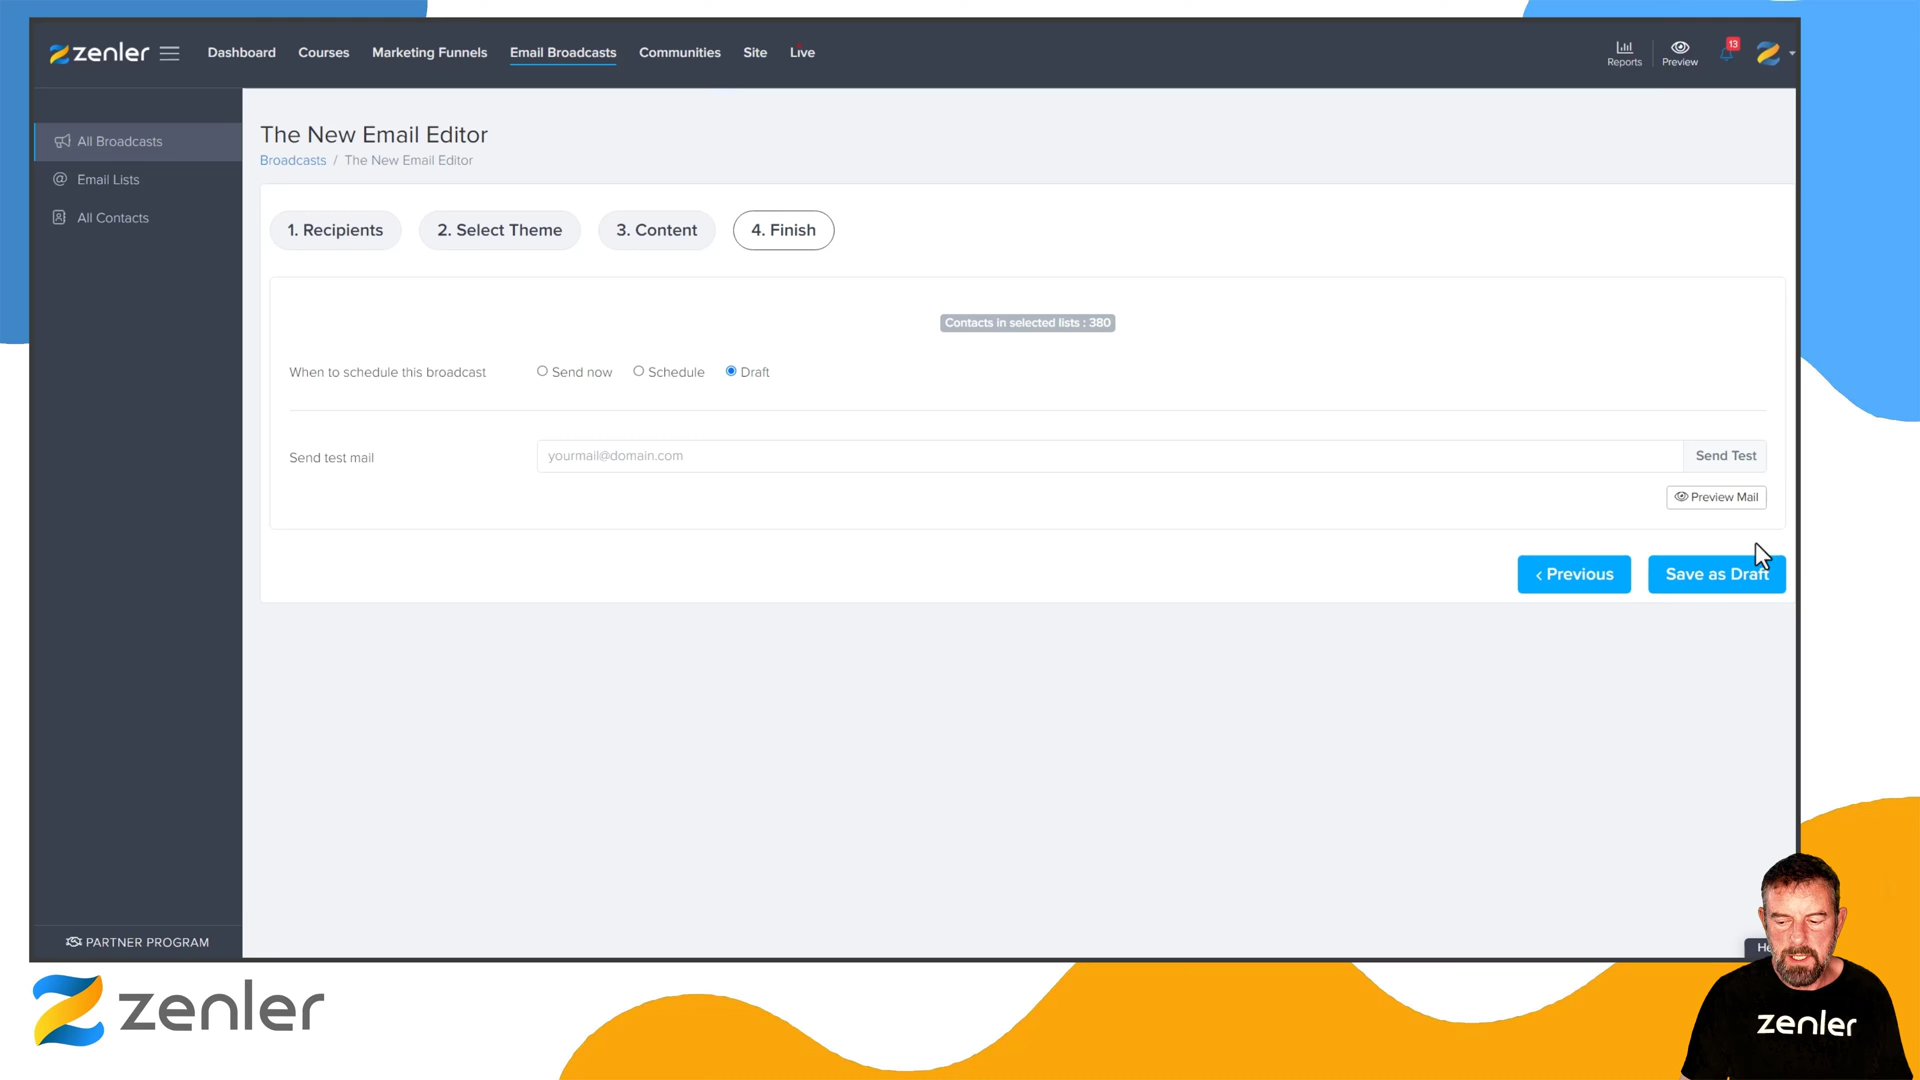 zenler
Dashboard
Courses
Marketing Funnels
Email Broadcasts
Communities
Site
Live
Reports
Preview
13
All Broadcasts
Email Lists
All Contacts
PARTNER PROGRAM
The New Email Editor
Broadcasts / The New Email Editor
1. Recipients
2. Select Theme
3. Content
4. Finish
Contacts in selected lists : 380
When to schedule this broadcast
Send now
Schedule
Draft
Send test mail
yourmail@domain.com
Send Test
Preview Mail
‹ Previous
Save as Draft
zenler
zenler